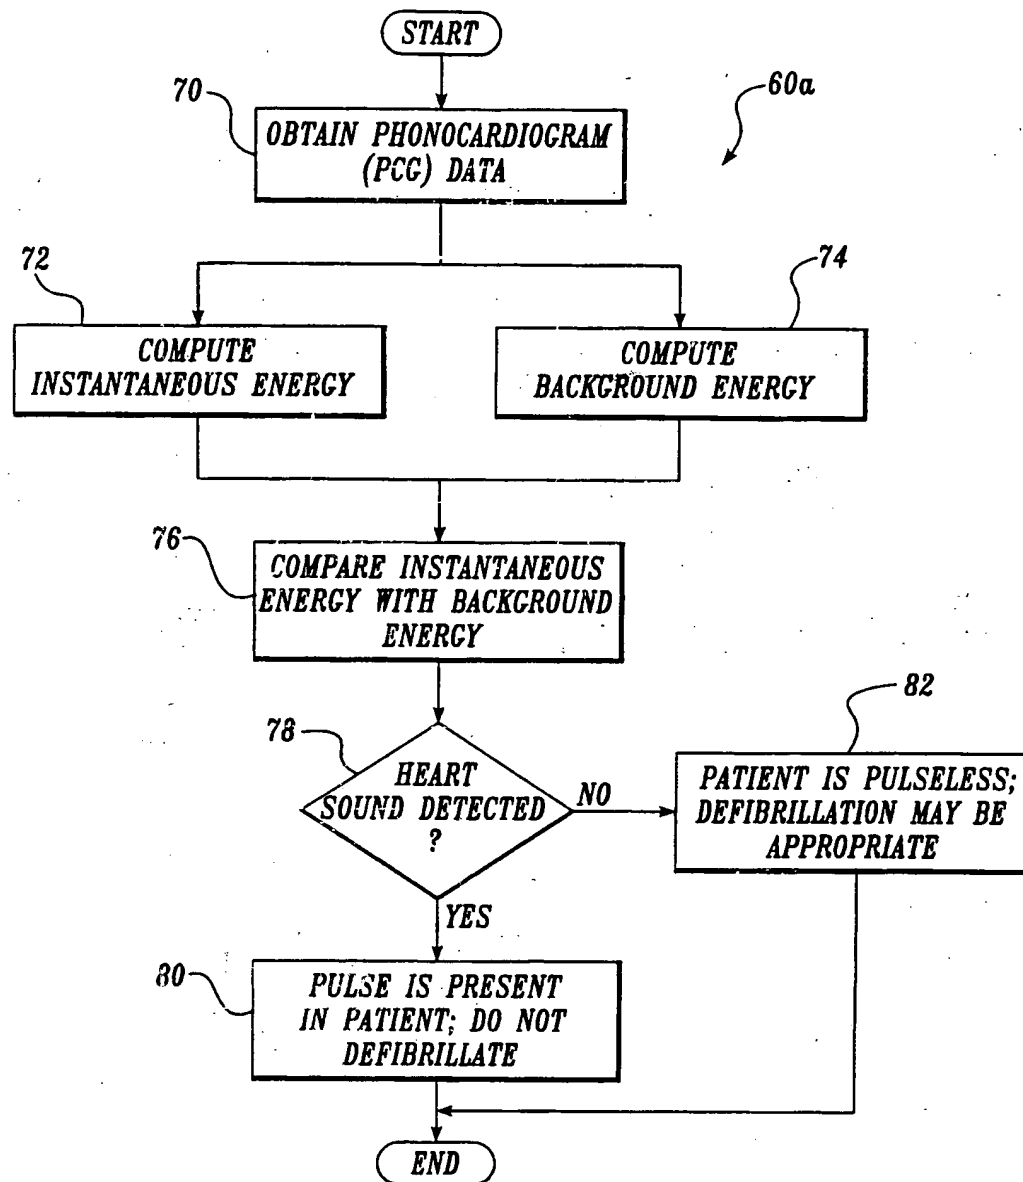 START
70
60a
OBTAIN PHONOCARDIOGRAM
(PCG) DATA
72
74
COMPUTE
INSTANTANEOUS ENERGY
COMPUTE
BACKGROUND ENERGY
76
COMPARE INSTANTANEOUS
ENERGY WITH BACKGROUND
ENERGY
78
82
HEART
SOUND DETECTED
?
NO
PATIENT IS PULSELESS;
DEFIBRILLATION MAY BE
APPROPRIATE
YES
80
PULSE IS PRESENT
IN PATIENT; DO NOT
DEFIBRILLATE
END